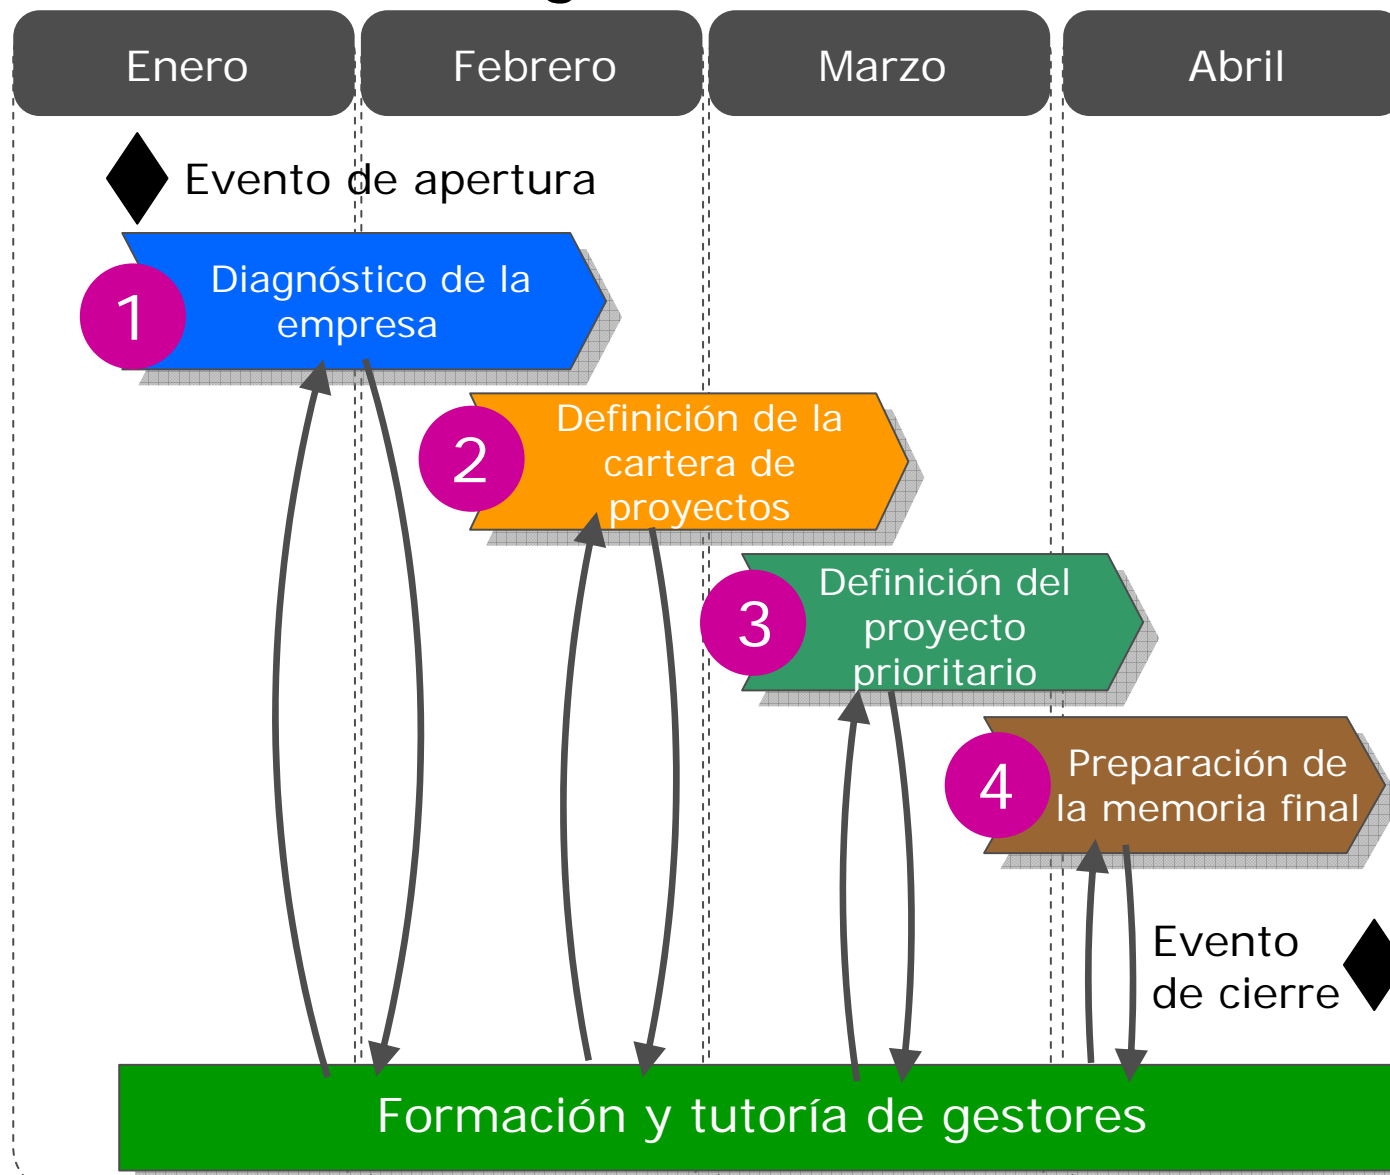 Enero
Febrero
Marzo
Abril
Evento de apertura
1
Diagnóstico de la
empresa
2
Definición de la
cartera de
proyectos
3
Definición del
proyecto
prioritario
4
Preparación de
la memoria final
Evento
de cierre
Formación y tutoría de gestores